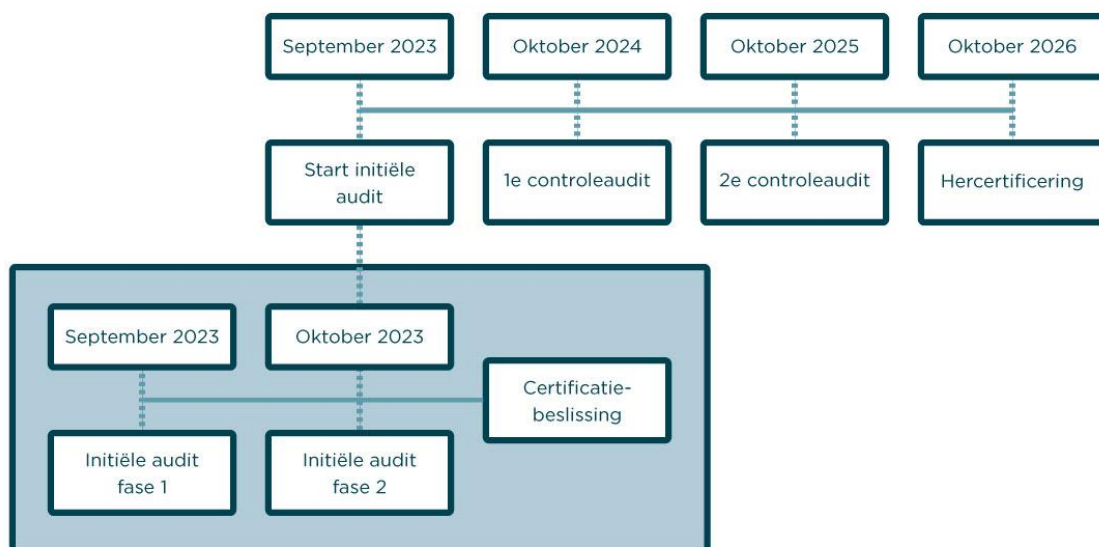 September 2023
Oktober 2024
Oktober 2025
Oktober 2026
Start initiële
audit
1e controleaudit
2e controleaudit
Hercertificering
September 2023
Oktober 2023
Certificatie-
beslissing
Initiële audit
fase 1
Initiële audit
fase 2